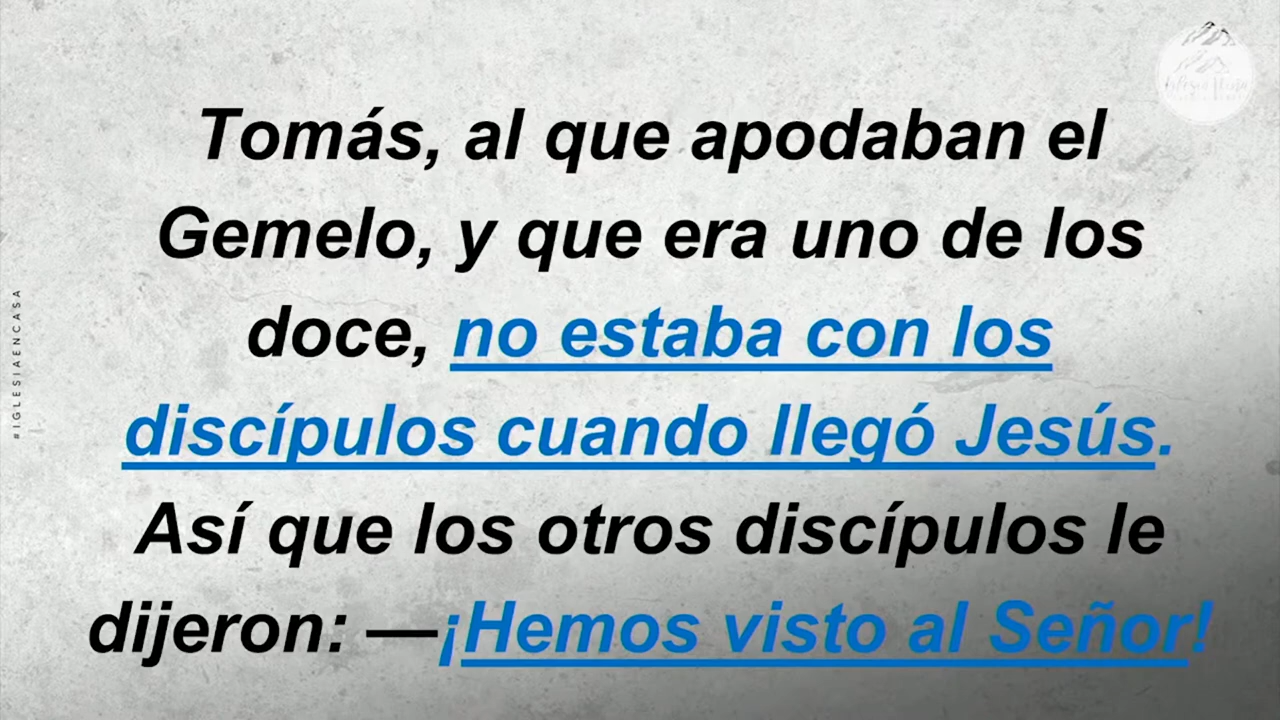 Tomás, al que apodaban el
Gemelo, y que era uno de los
doce, no estaba con los
discípulos cuando llegó Jesús.
Así que los otros discípulos le
dijeron: —¡Hemos visto al Señor!
#IGLESIAENCASA